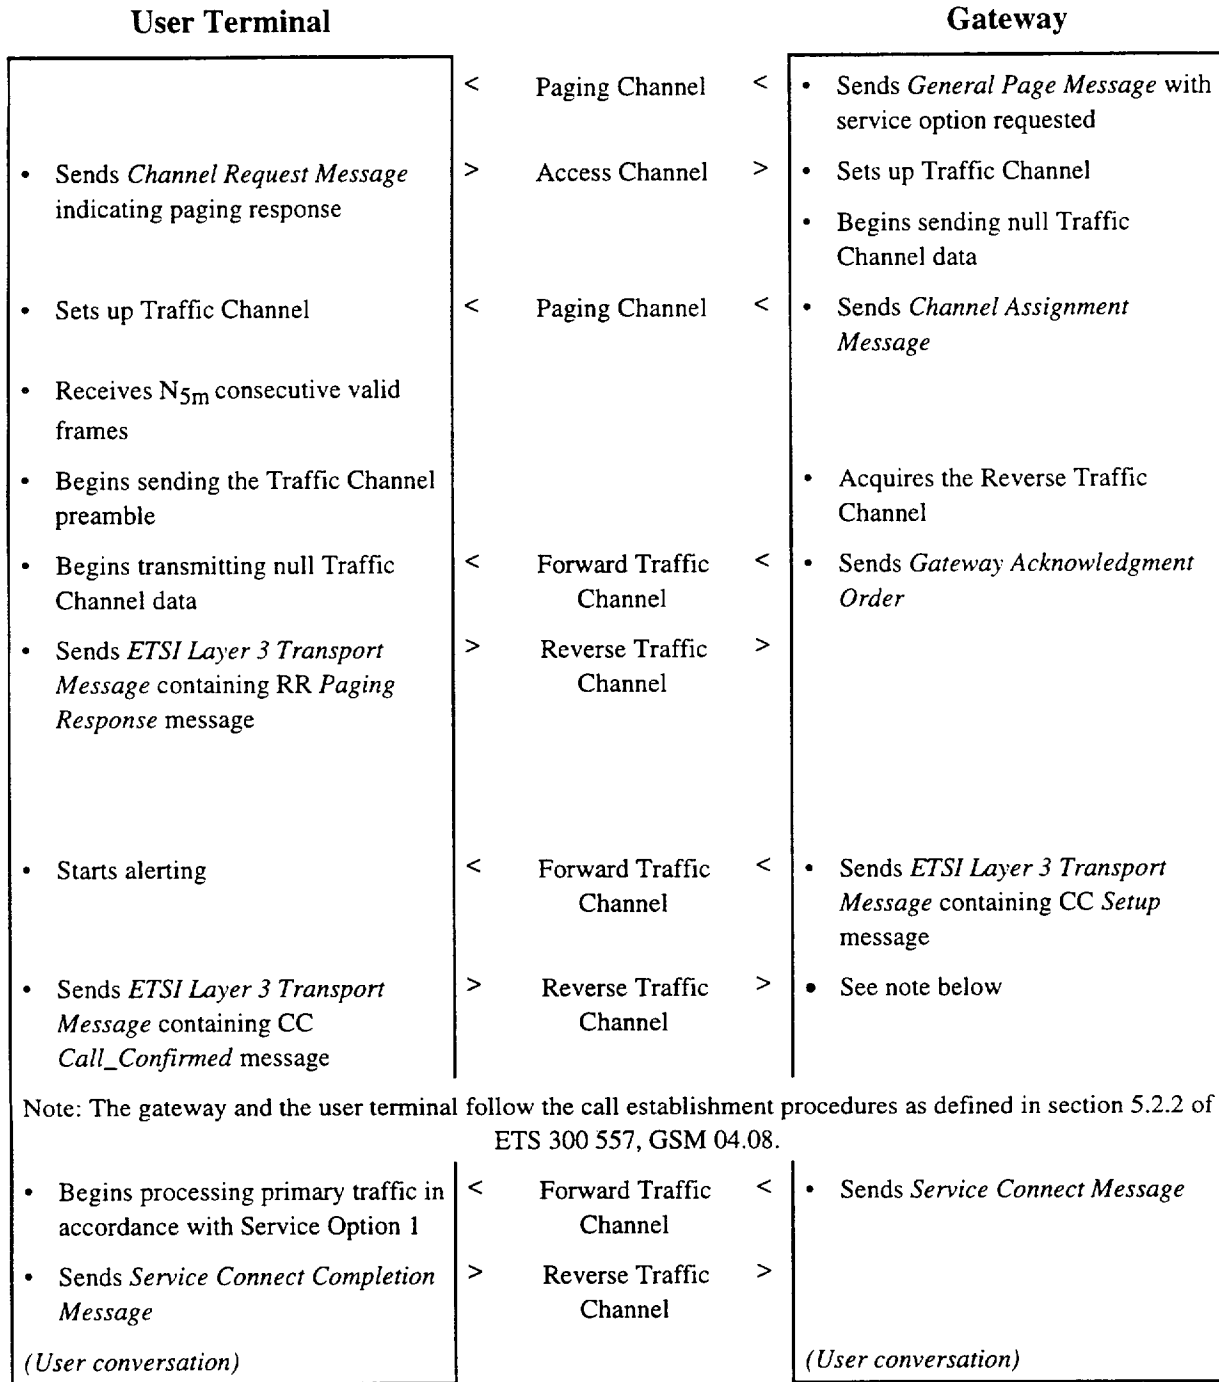 User Terminal
Gateway
< Paging Channel < • Sends General Page Message with
service option requested
• Sends Channel Request Message > Access Channel > • Sets up Traffic Channel
indicating paging response
• Begins sending null Traffic
Channel data
• Sets up Traffic Channel < Paging Channel < • Sends Channel Assignment
Message
• Receives N5m consecutive valid
frames
• Begins sending the Traffic Channel • Acquires the Reverse Traffic
preamble Channel
• Begins transmitting null Traffic < Forward Traffic < • Sends Gateway Acknowledgment
Channel data Channel Order
• Sends ETSI Layer 3 Transport > Reverse Traffic >
Message containing RR Paging Channel
Response message
• Starts alerting < Forward Traffic < • Sends ETSI Layer 3 Transport
Channel Message containing CC Setup
message
• Sends ETSI Layer 3 Transport > Reverse Traffic > • See note below
Message containing CC Channel
Call_Confirmed message
Note: The gateway and the user terminal follow the call establishment procedures as defined in section 5.2.2 of
ETS 300 557, GSM 04.08.
• Begins processing primary traffic in < Forward Traffic < • Sends Service Connect Message
accordance with Service Option 1 Channel
• Sends Service Connect Completion > Reverse Traffic >
Message Channel
(User conversation) (User conversation)